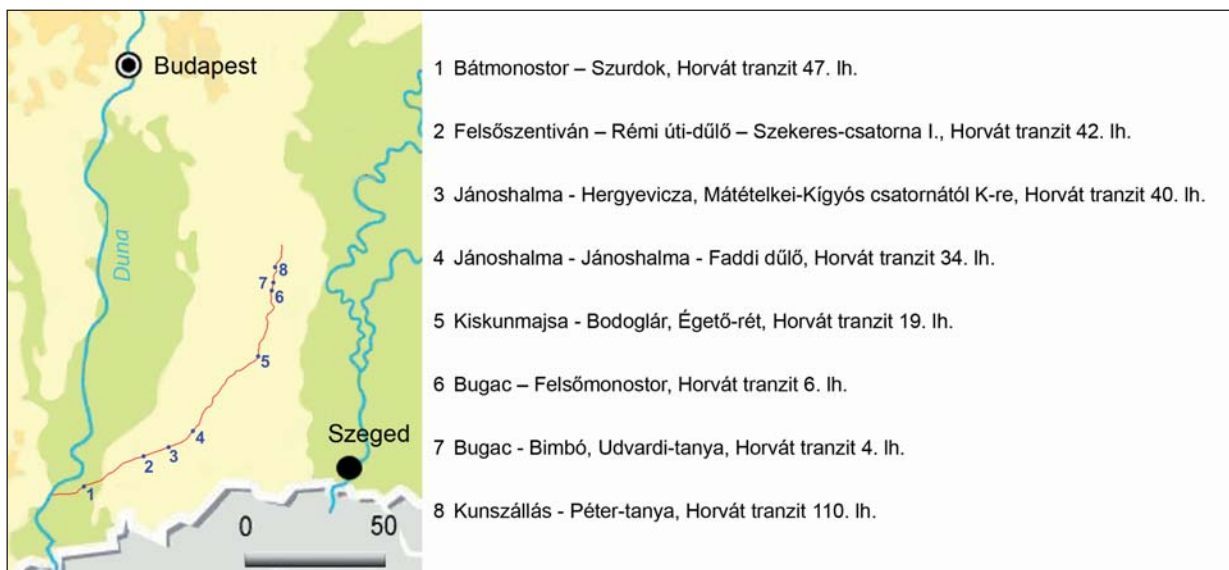 Budapest
Duna
8
7
6
5
4
3
2
1
Szeged
0 50
1 Bátmonostor – Szurdok, Horvát tranzit 47. lh.
2 Felsőszentiván – Rémi úti-dűlő – Szekeres-csatorna I., Horvát tranzit 42. lh.
3 Jánoshalma - Hergyevicza, Mátételkei-Kígyós csatornától K-re, Horvát tranzit 40. lh.
4 Jánoshalma - Jánoshalma - Faddi dűlő, Horvát tranzit 34. lh.
5 Kiskunmajsa - Bodoglár, Égető-rét, Horvát tranzit 19. lh.
6 Bugac – Felsőmonostor, Horvát tranzit 6. lh.
7 Bugac - Bimbó, Udvardi-tanya, Horvát tranzit 4. lh.
8 Kunszállás - Péter-tanya, Horvát tranzit 110. lh.